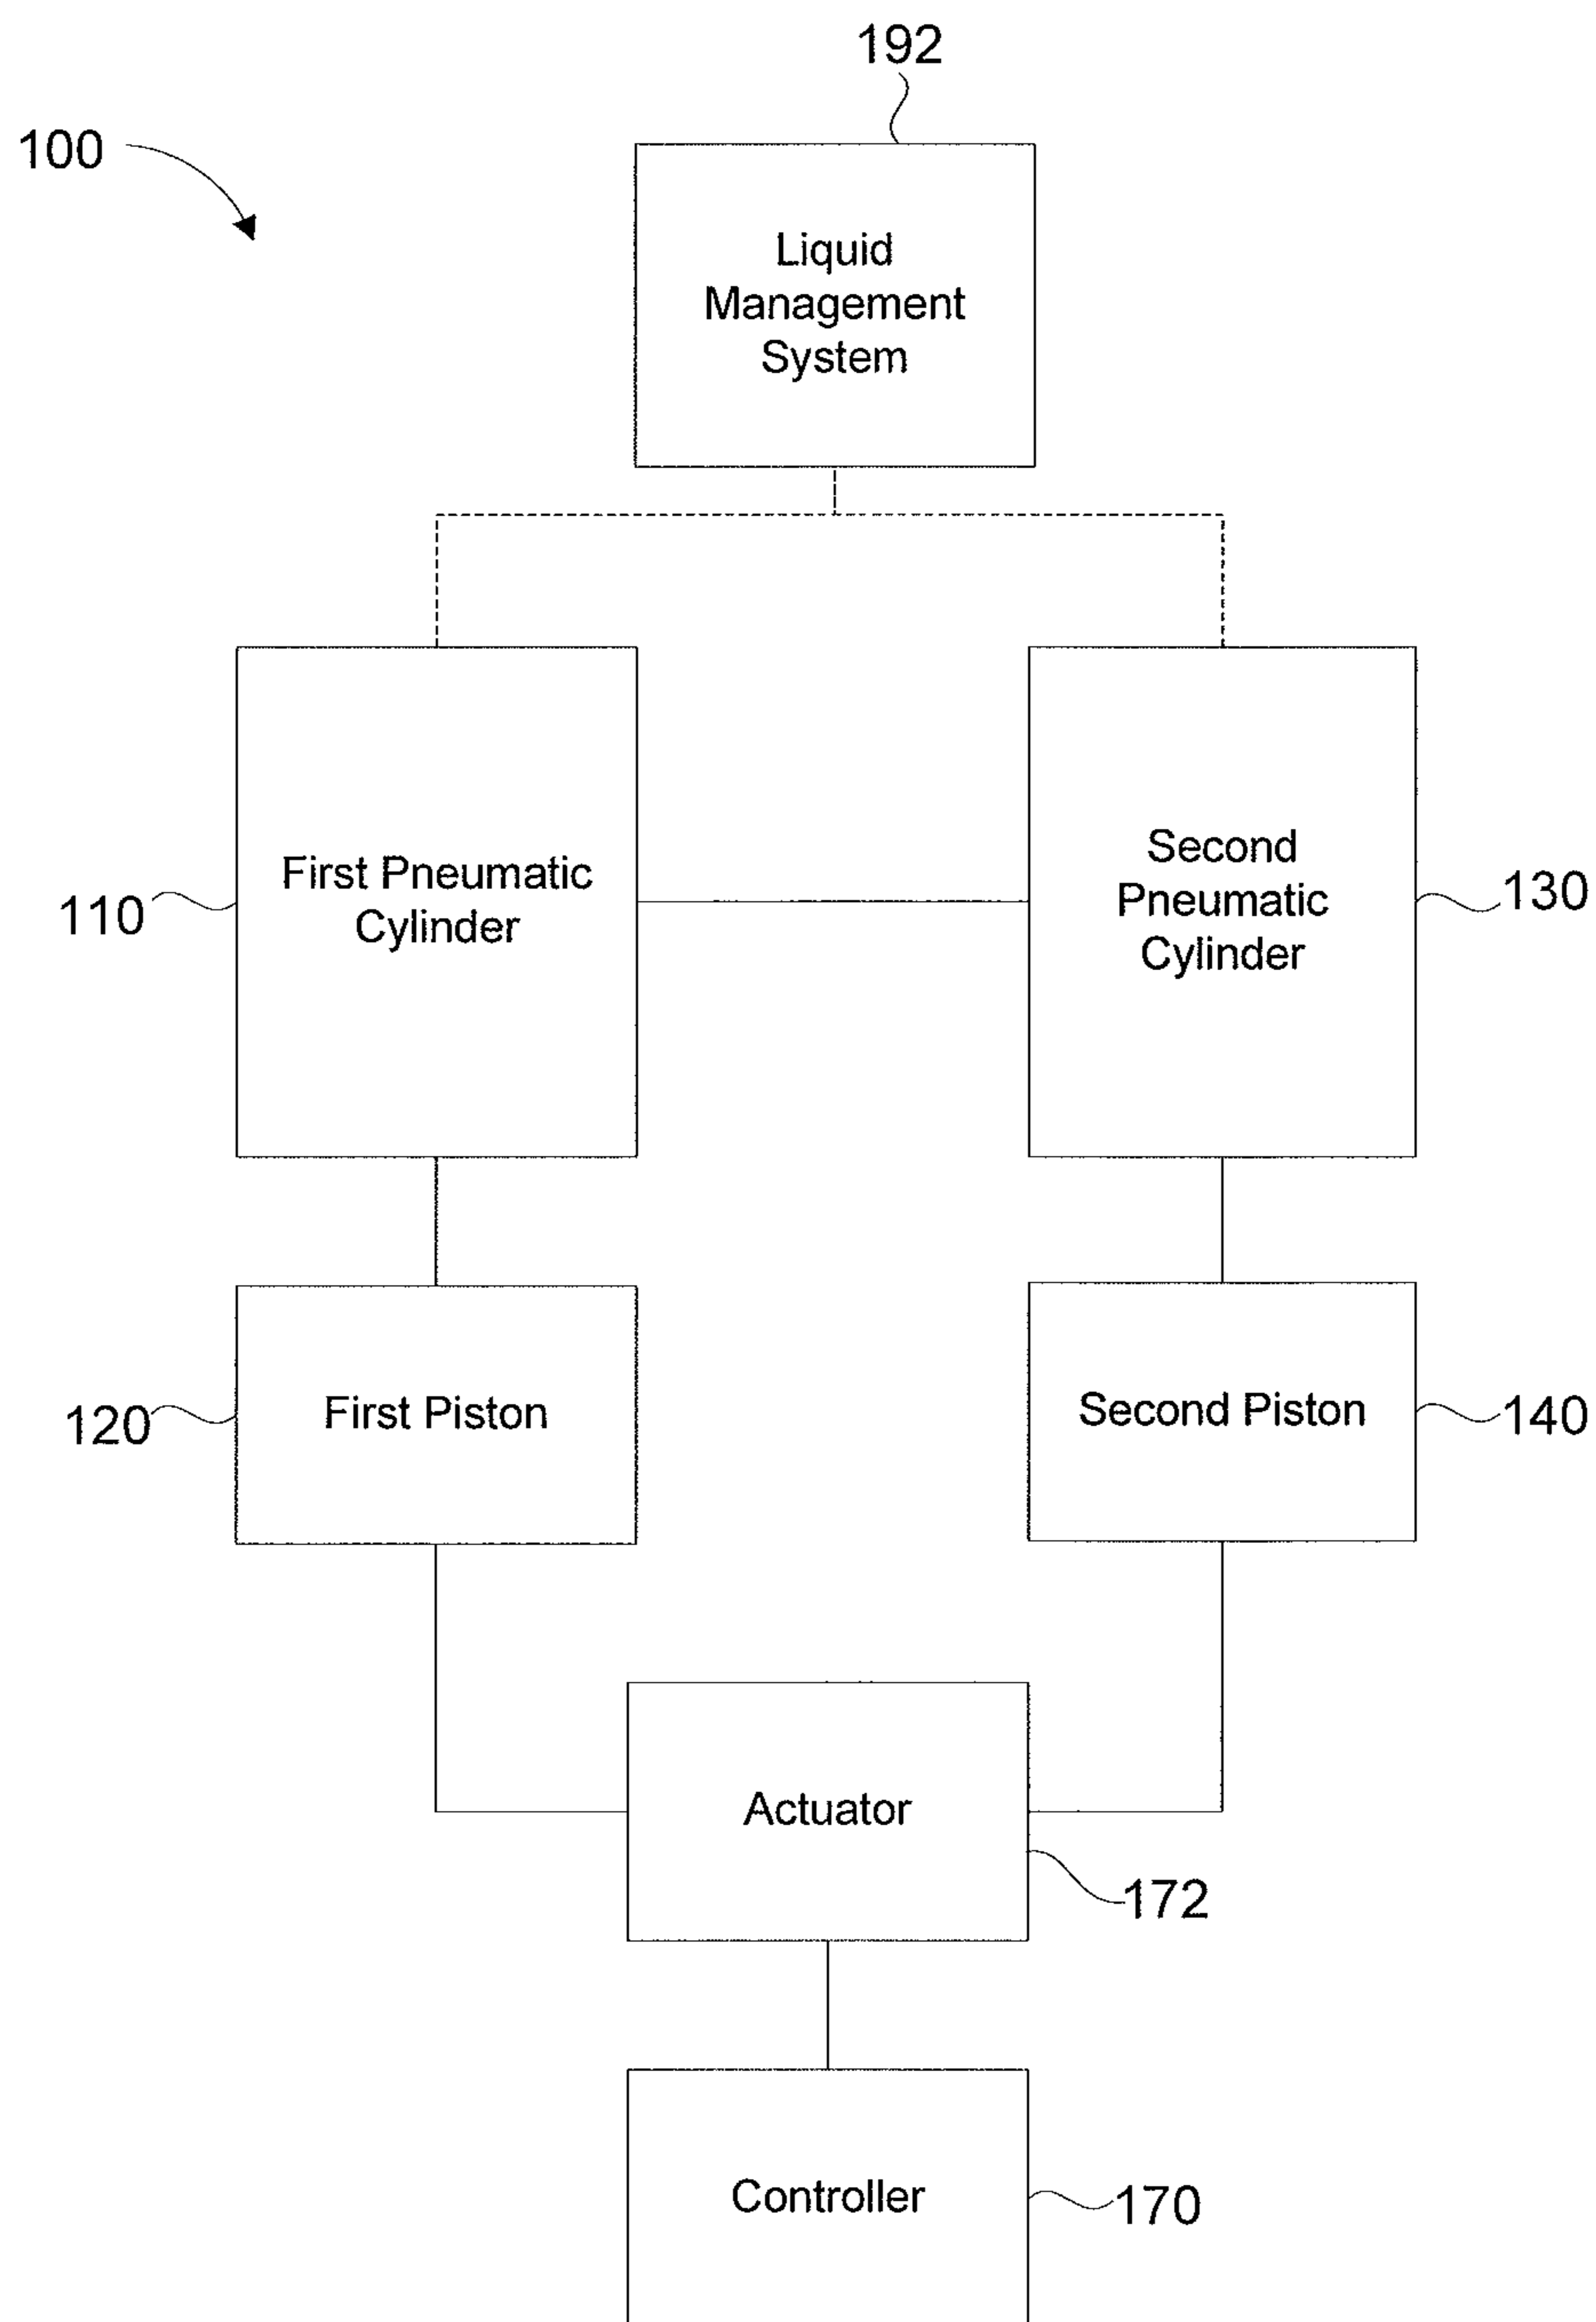 192
100
Liquid
Management
System
First Pneumatic
Cylinder
110
Second
Pneumatic
Cylinder
130
First Piston
120
Second Piston
140
Actuator
172
Controller
170